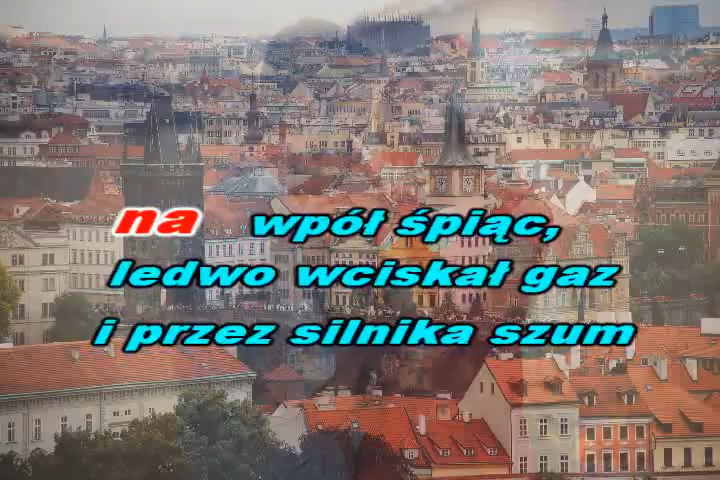 na wpół śpiąc,
ledwo wciskał gaz
i przez silnika szum